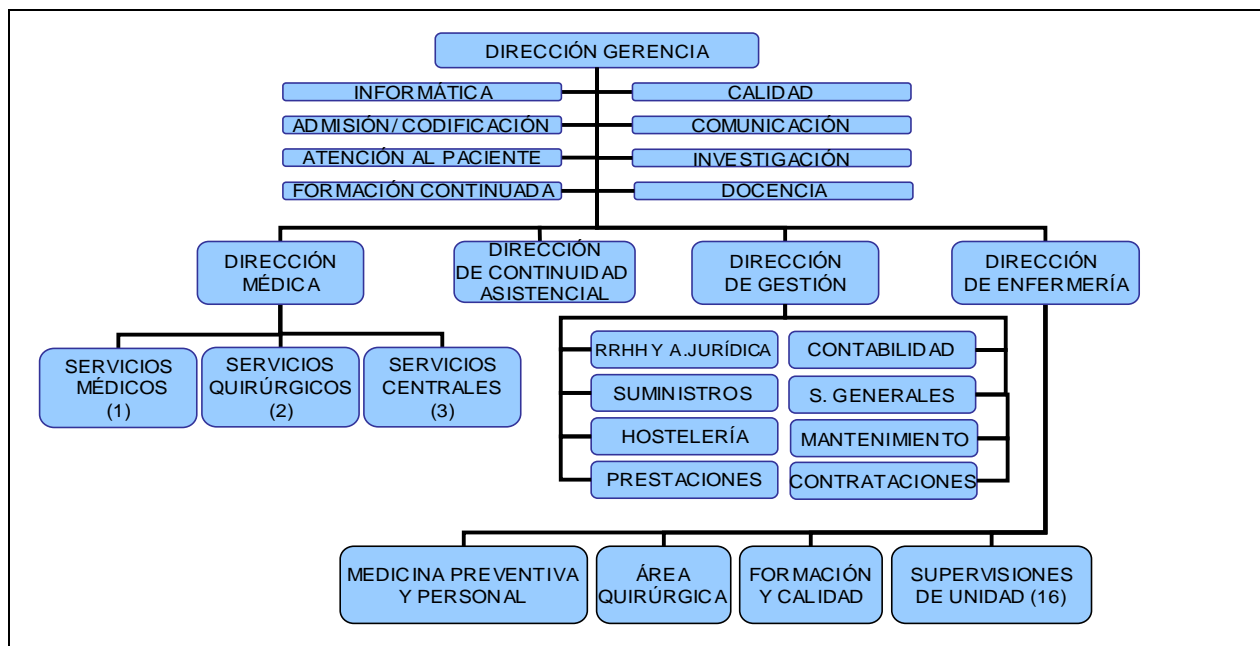 DIRECCIÓN GERENCIA
INFORMÁTICA
CALIDAD
ADMISIÓN/ CODIFICACIÓN
COMUNICACIÓN
ATENCIÓN AL PACIENTE
INVESTIGACIÓN
FORMACIÓN CONTINUADA
DOCENCIA
DIRECCIÓN
MÉDICA
DIRECCIÓN
DE CONTINUIDAD
ASISTENCIAL
DIRECCIÓN
DE GESTIÓN
DIRECCIÓN
DE ENFERMERÍA
SERVICIOS
MÉDICOS
(1)
SERVICIOS
QUIRÚRGICOS
(2)
SERVICIOS
CENTRALES
(3)
RRHH Y A.JURÍDICA
CONTABILIDAD
SUMINISTROS
S. GENERALES
HOSTELERÍA
MANTENIMIENTO
PRESTACIONES
CONTRATACIONES
MEDICINA PREVENTIVA
Y PERSONAL
ÁREA
QUIRÚRGICA
FORMACIÓN
Y CALIDAD
SUPERVISIONES
DE UNIDAD (16)